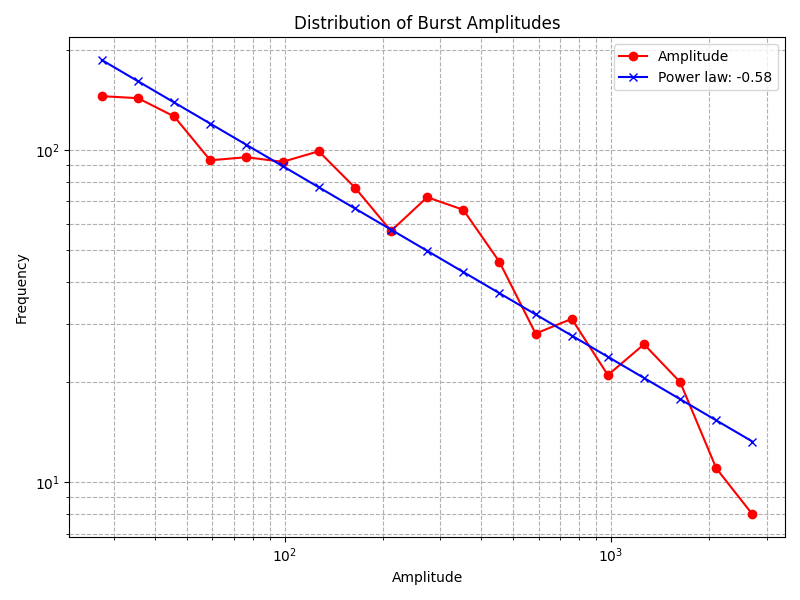 Distribution of Burst Amplitudes
Amplitude
Power law: -0.58
Frequency
10²
10¹
10²
10³
Amplitude